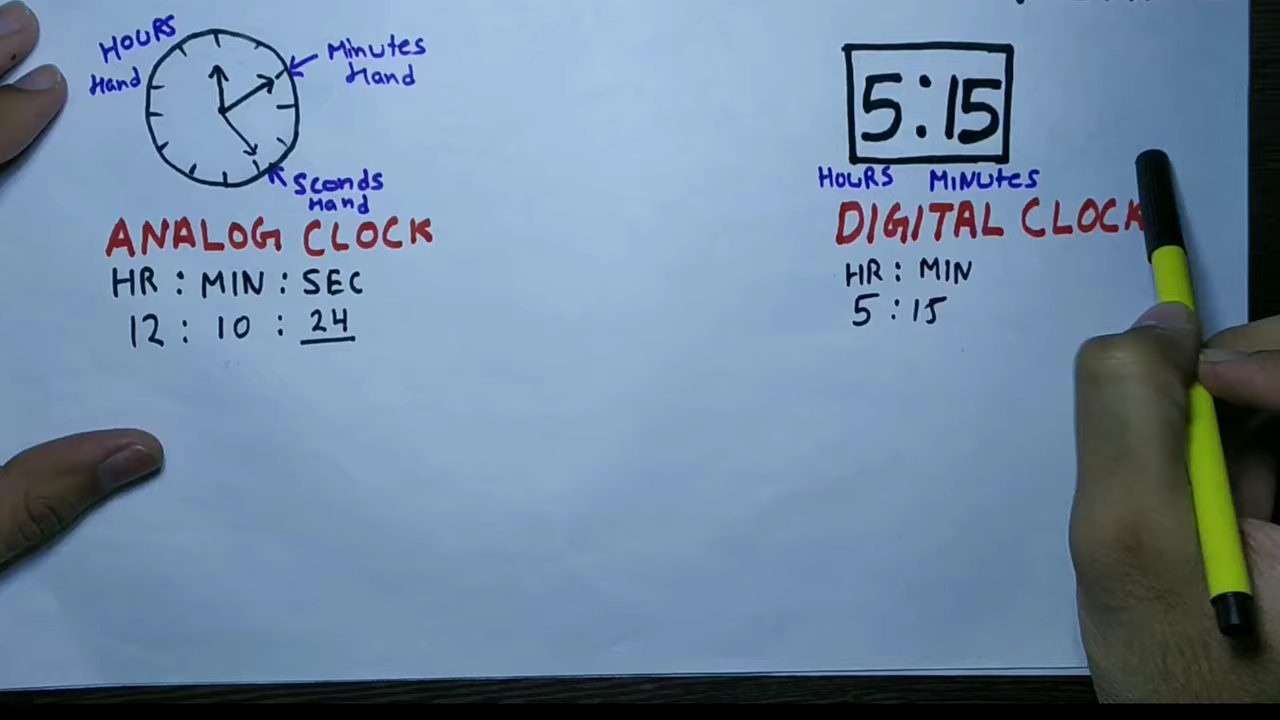 HOURS
Hand
Minutes
Hand
Sconds
Hand
ANALOG CLOCK
HR : MIN : SEC
12 : 10 : 24
5:15
HOURS MINUTES
DIGITAL CLOCK
HR : MIN
5 : 15